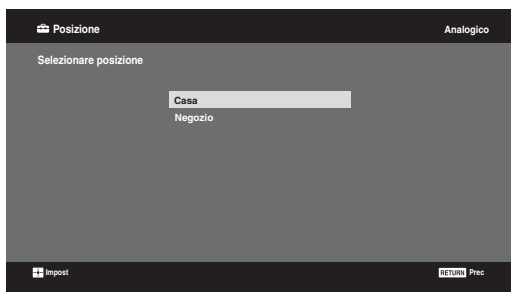 Posizione Analogico
Selezionare posizione
Casa
Negozio
Impost RETURN Prec